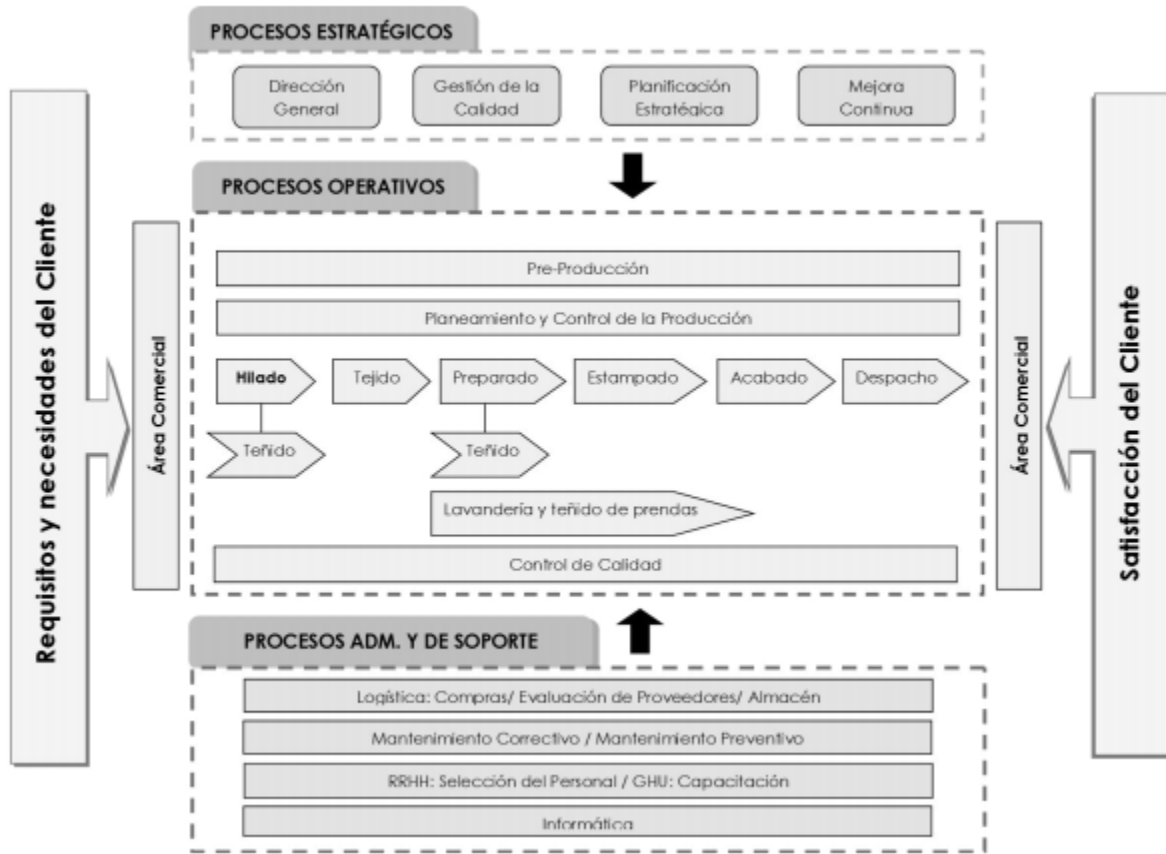 PROCESOS ESTRATÉGICOS
Dirección
General
Gestión de la
Calidad
Planificación
Estratégica
Mejora
Continua
Requisitos y necesidades del Cliente
Área Comercial
PROCESOS OPERATIVOS
Pre-Producción
Planeamiento y Control de la Producción
Hilado
Tejido
Preparado
Estampado
Acabado
Despacho
Teñido
Teñido
Lavandería y teñido de prendas
Control de Calidad
Área Comercial
Satisfacción del Cliente
PROCESOS ADM. Y DE SOPORTE
Logística: Compras/ Evaluación de Proveedores/ Almacén
Mantenimiento Correctivo / Mantenimiento Preventivo
RRHH: Selección del Personal / GHU: Capacitación
Informática